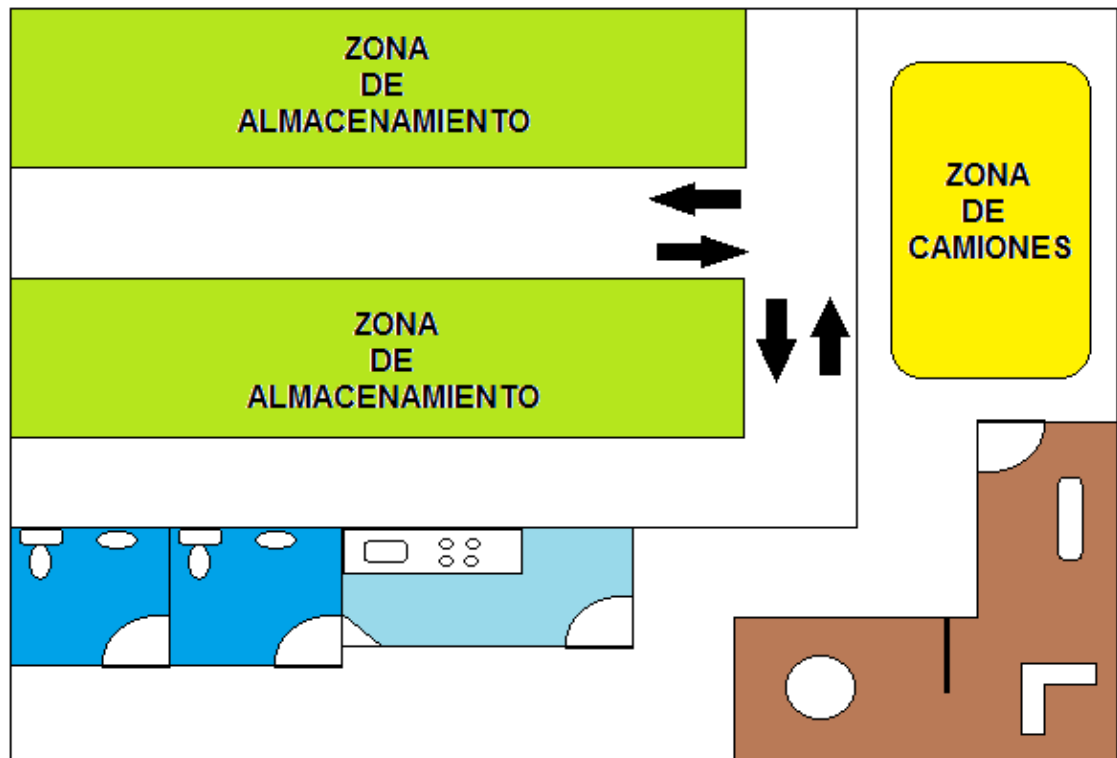 ZONA
DE
ALMACENAMIENTO
ZONA
DE
CAMIONES
ZONA
DE
ALMACENAMIENTO